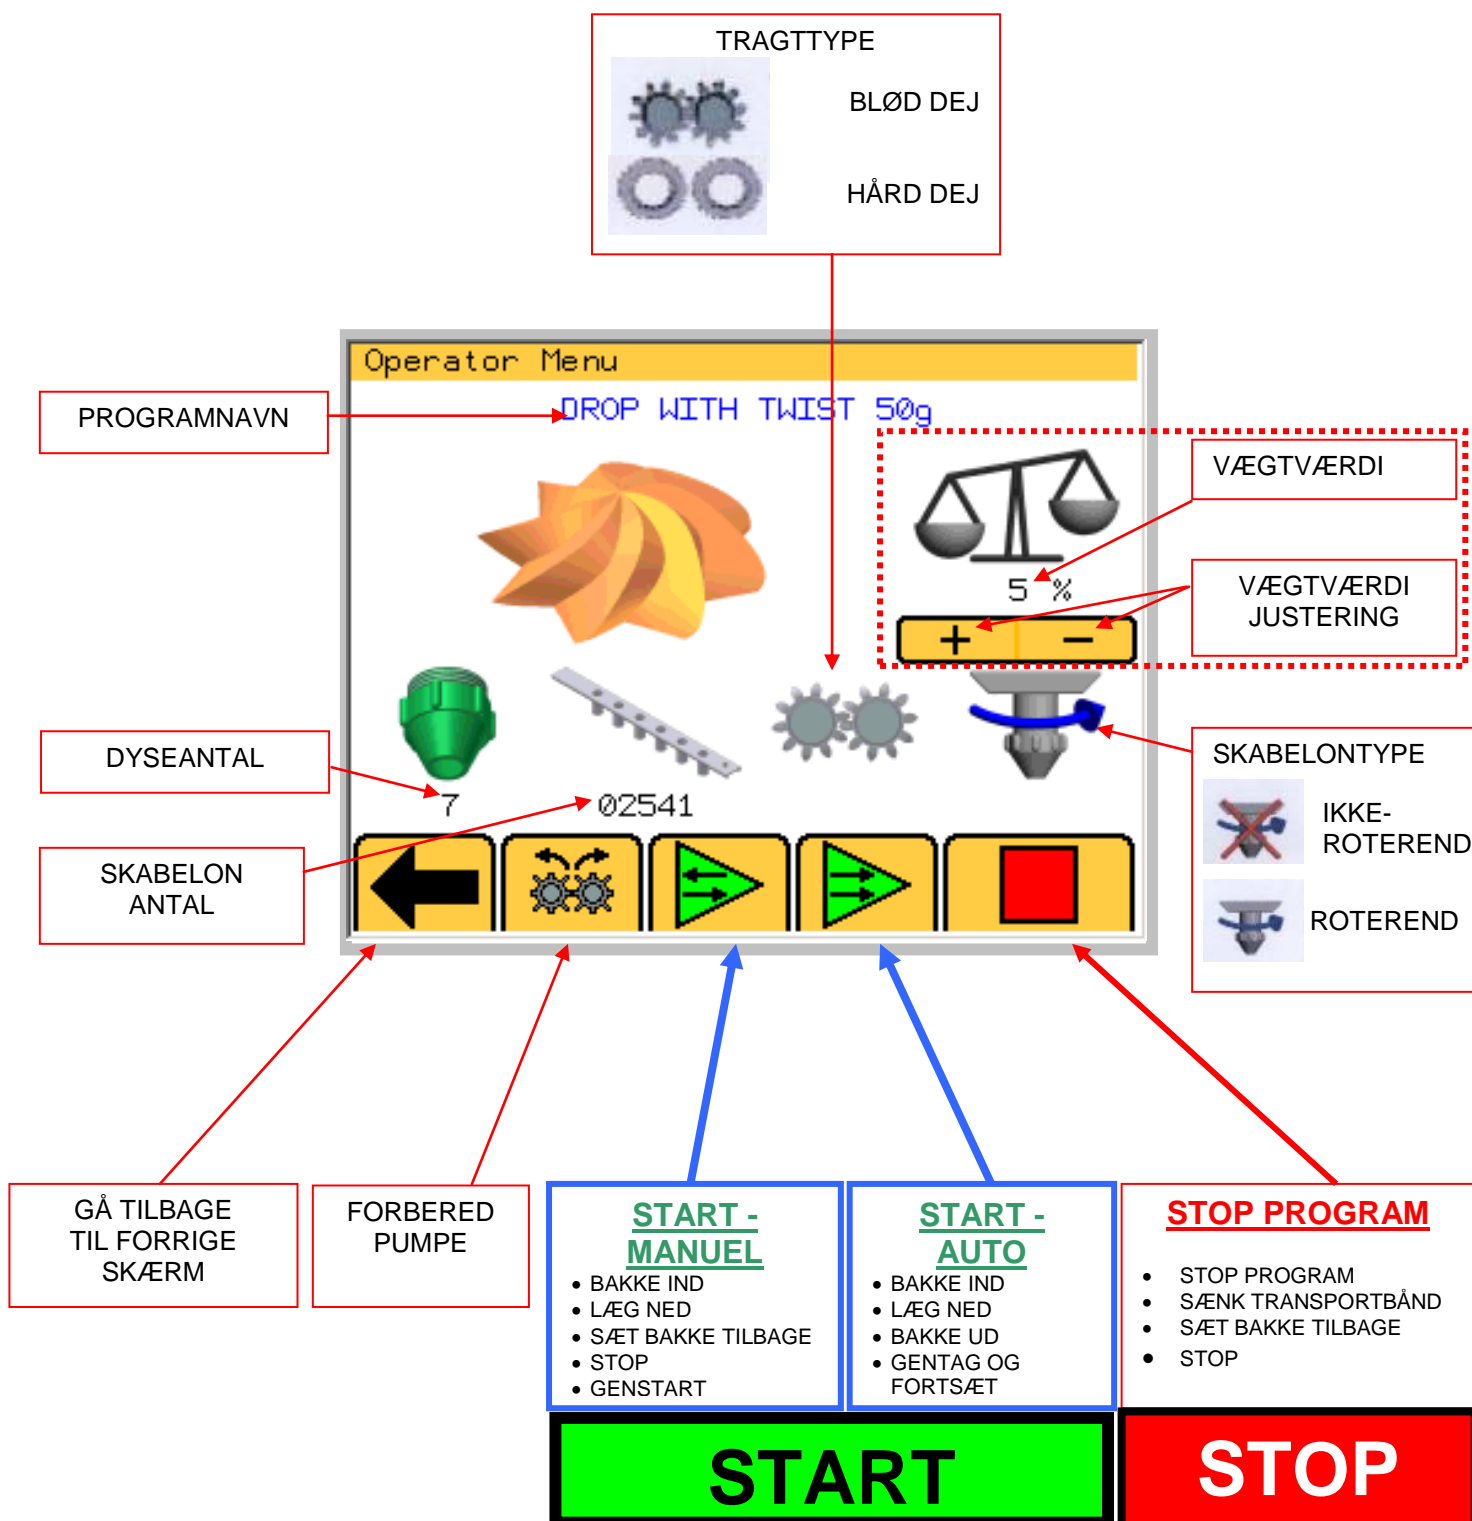 TRAGTTYPE
BLØD DEJ
HÅRD DEJ
Operator Menu
DROP WITH TWIST 50g
PROGRAMNAVN
VÆGTVÆRDI
5 %
VÆGTVÆRDI
JUSTERING
+ −
DYSEANTAL
7
02541
SKABELON
ANTAL
SKABELONTYPE
IKKE-
ROTEREND
ROTEREND
GÅ TILBAGE
TIL FORRIGE
SKÆRM
FORBERED
PUMPE
START -
MANUEL
• BAKKE IND
• LÆG NED
• SÆT BAKKE TILBAGE
• STOP
• GENSTART
START -
AUTO
• BAKKE IND
• LÆG NED
• BAKKE UD
• GENTAG OG
FORTSÆT
STOP PROGRAM
• STOP PROGRAM
• SÆNK TRANSPORTBÅND
• SÆT BAKKE TILBAGE
• STOP
START
STOP